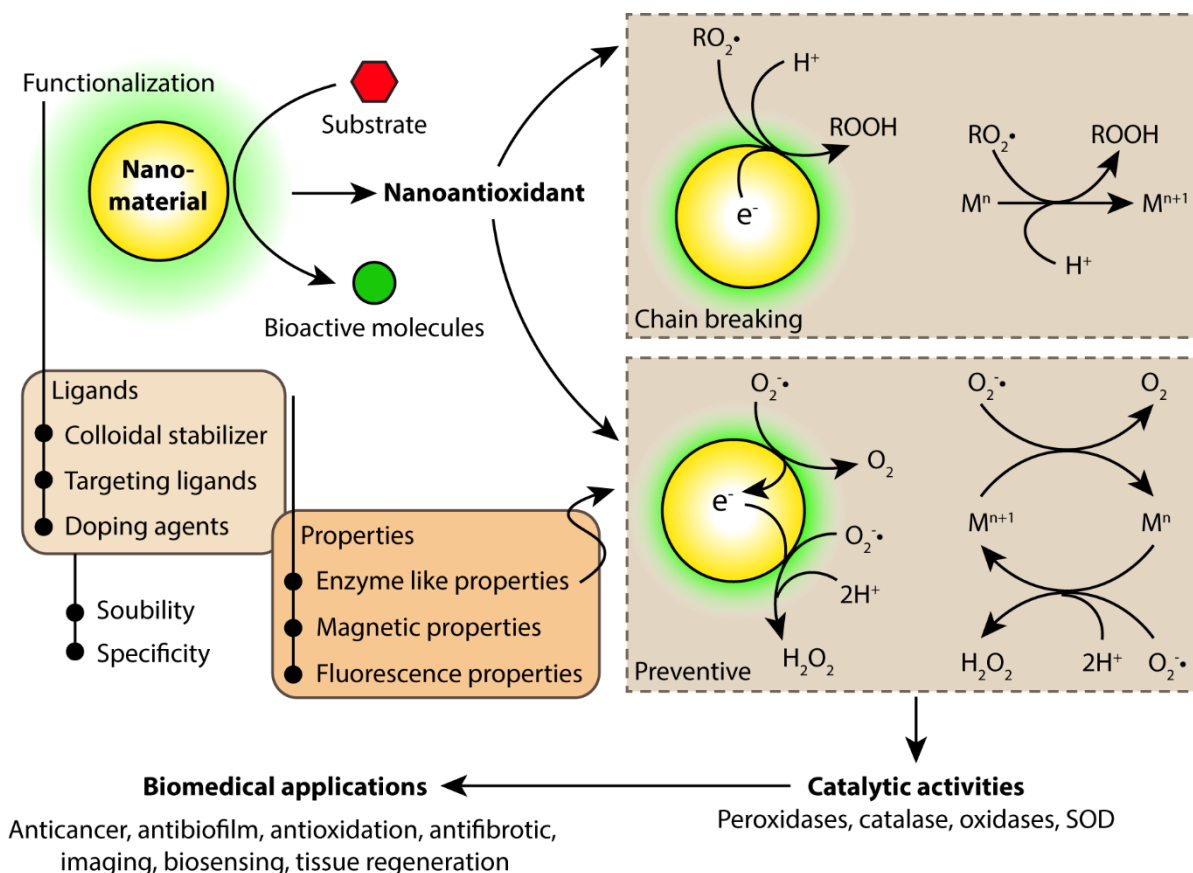 Functionalization
Nano-
material
Substrate
Bioactive molecules
Nanoantioxidant
Ligands
Colloidal stabilizer
Targeting ligands
Doping agents
Soubility
Specificity
Properties
Enzyme like properties
Magnetic properties
Fluorescence properties
RO₂•
H⁺
ROOH
e⁻
Chain breaking
RO₂•
ROOH
Mⁿ
Mⁿ⁺¹
H⁺
O₂⁻•
O₂
e⁻
O₂⁻•
2H⁺
H₂O₂
Preventive
O₂⁻•
O₂
Mⁿ⁺¹
Mⁿ
H₂O₂
2H⁺
O₂⁻•
Catalytic activities
Peroxidases, catalase, oxidases, SOD
Biomedical applications
Anticancer, antibiofilm, antioxidation, antifibrotic,
imaging, biosensing, tissue regeneration